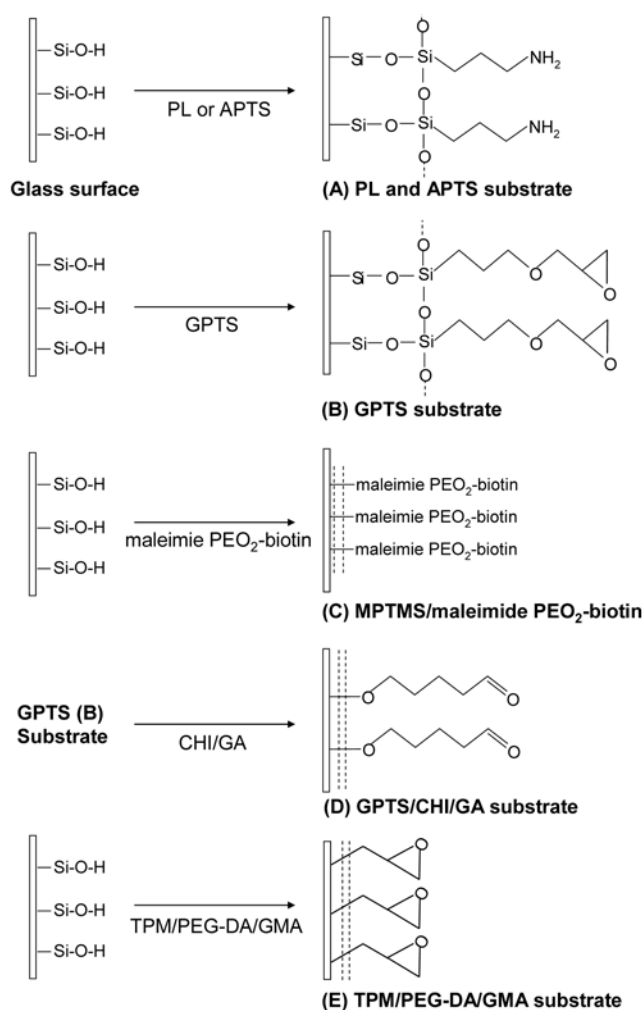 Si-O-H
Si-O-H
Si-O-H
Glass surface
PL or APTS
O
Si O Si NH2
O
Si O Si NH2
O
(A) PL and APTS substrate
Si-O-H
Si-O-H
Si-O-H
GPTS
O
Si O Si O O
O
Si O Si O O
O
(B) GPTS substrate
Si-O-H
Si-O-H
Si-O-H
maleimie PEO2-biotin
maleimie PEO2-biotin
maleimie PEO2-biotin
maleimie PEO2-biotin
(C) MPTMS/maleimide PEO2-biotin
GPTS (B)
Substrate
CHI/GA
O O
O O
(D) GPTS/CHI/GA substrate
Si-O-H
Si-O-H
Si-O-H
TPM/PEG-DA/GMA
O
O
O
(E) TPM/PEG-DA/GMA substrate